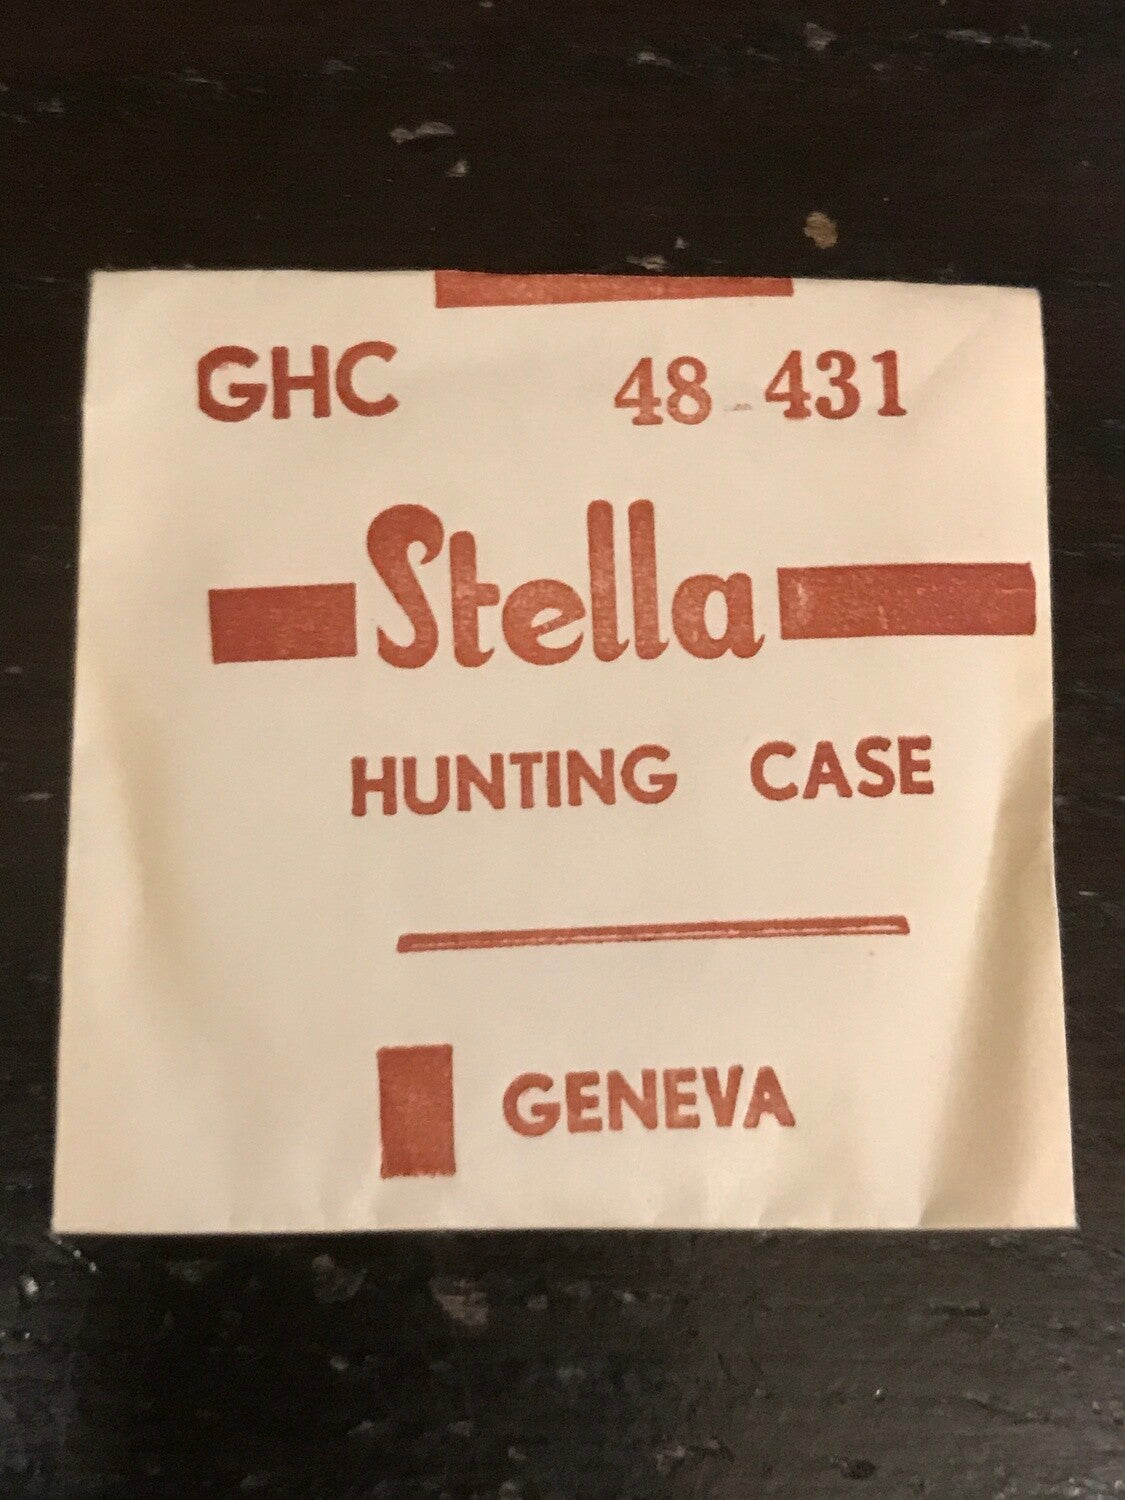 GHC 48-431
Stella
HUNTING CASE
GENEVA